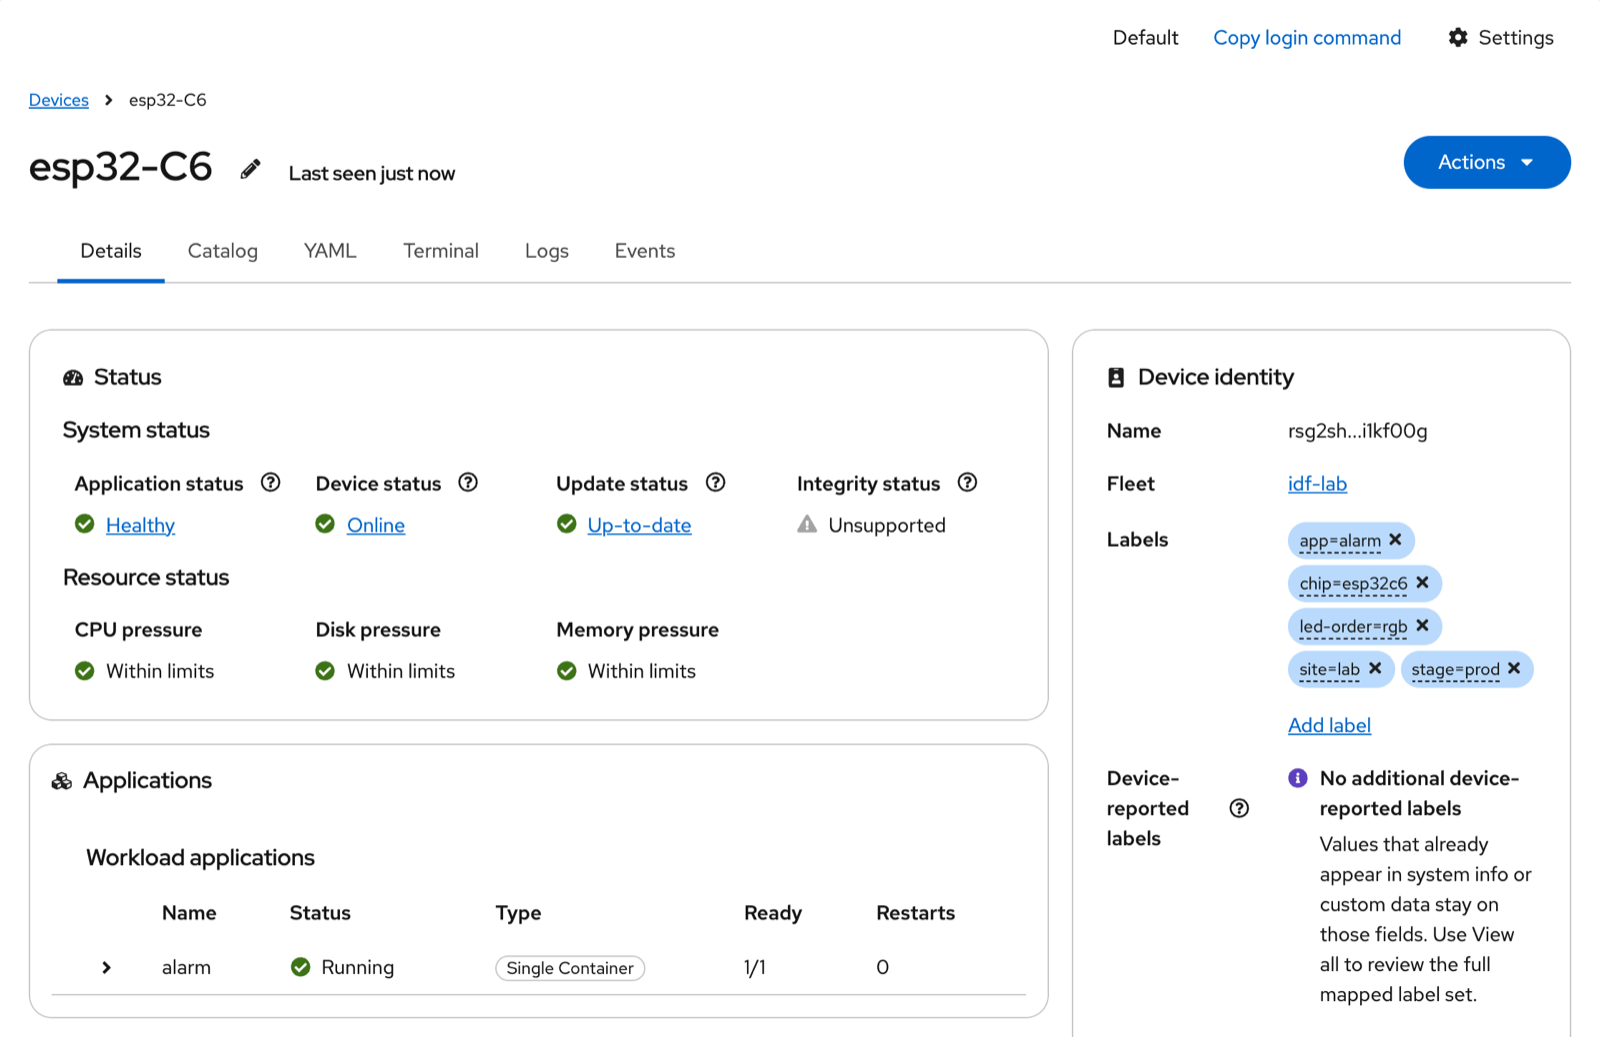 Default Copy login command Settings
Devices esp32-C6
esp32-C6 Last seen just now
Actions
Details Catalog YAML Terminal Logs Events
Status
System status
Application status Device status Update status Integrity status
Healthy Online Up-to-date Unsupported
Resource status
CPU pressure Disk pressure Memory pressure
Within limits Within limits Within limits
Applications
Workload applications
Name Status Type Ready Restarts
alarm Running Single Container 1/1 0
Device identity
Name rsg2sh...i1kf00g
Fleet idf-lab
Labels app=alarm
chip=esp32c6
led-order=rgb
site=lab stage=prod
Add label
Device-
reported
labels
No additional device-
reported labels
Values that already
appear in system info or
custom data stay on
those fields. Use View
all to review the full
mapped label set.